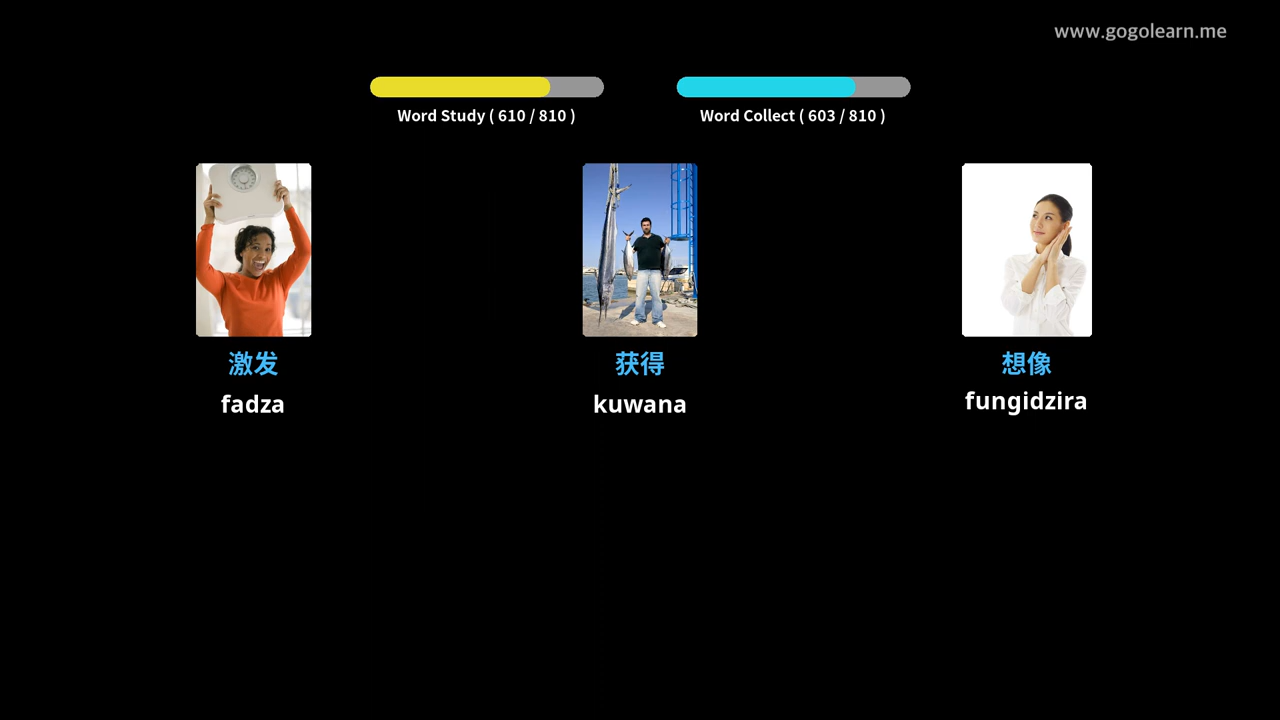 www.gogolearn.me
Word Study ( 610 / 810 )
Word Collect ( 603 / 810 )
激发
获得
想像
fadza
kuwana
fungidzira